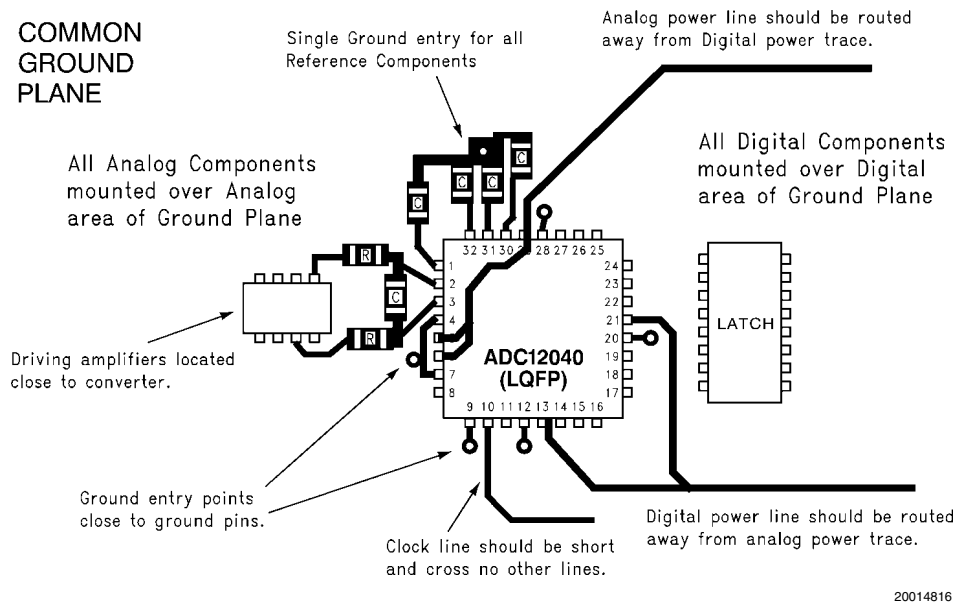 COMMON
GROUND
PLANE
Single Ground entry for all
Reference Components
Analog power line should be routed
away from Digital power trace.
All Analog Components
mounted over Analog
area of Ground Plane
All Digital Components
mounted over Digital
area of Ground Plane
C
C
C
C
R
C
R
32 31 30 28 27 26 25
1
2
3
4
7
8
24
23
22
21
20
19
18
17
ADC12040
(LQFP)
9 10 11 12 13 14 15 16
LATCH
Driving amplifiers located
close to converter.
Ground entry points
close to ground pins.
Clock line should be short
and cross no other lines.
Digital power line should be routed
away from analog power trace.
20014816